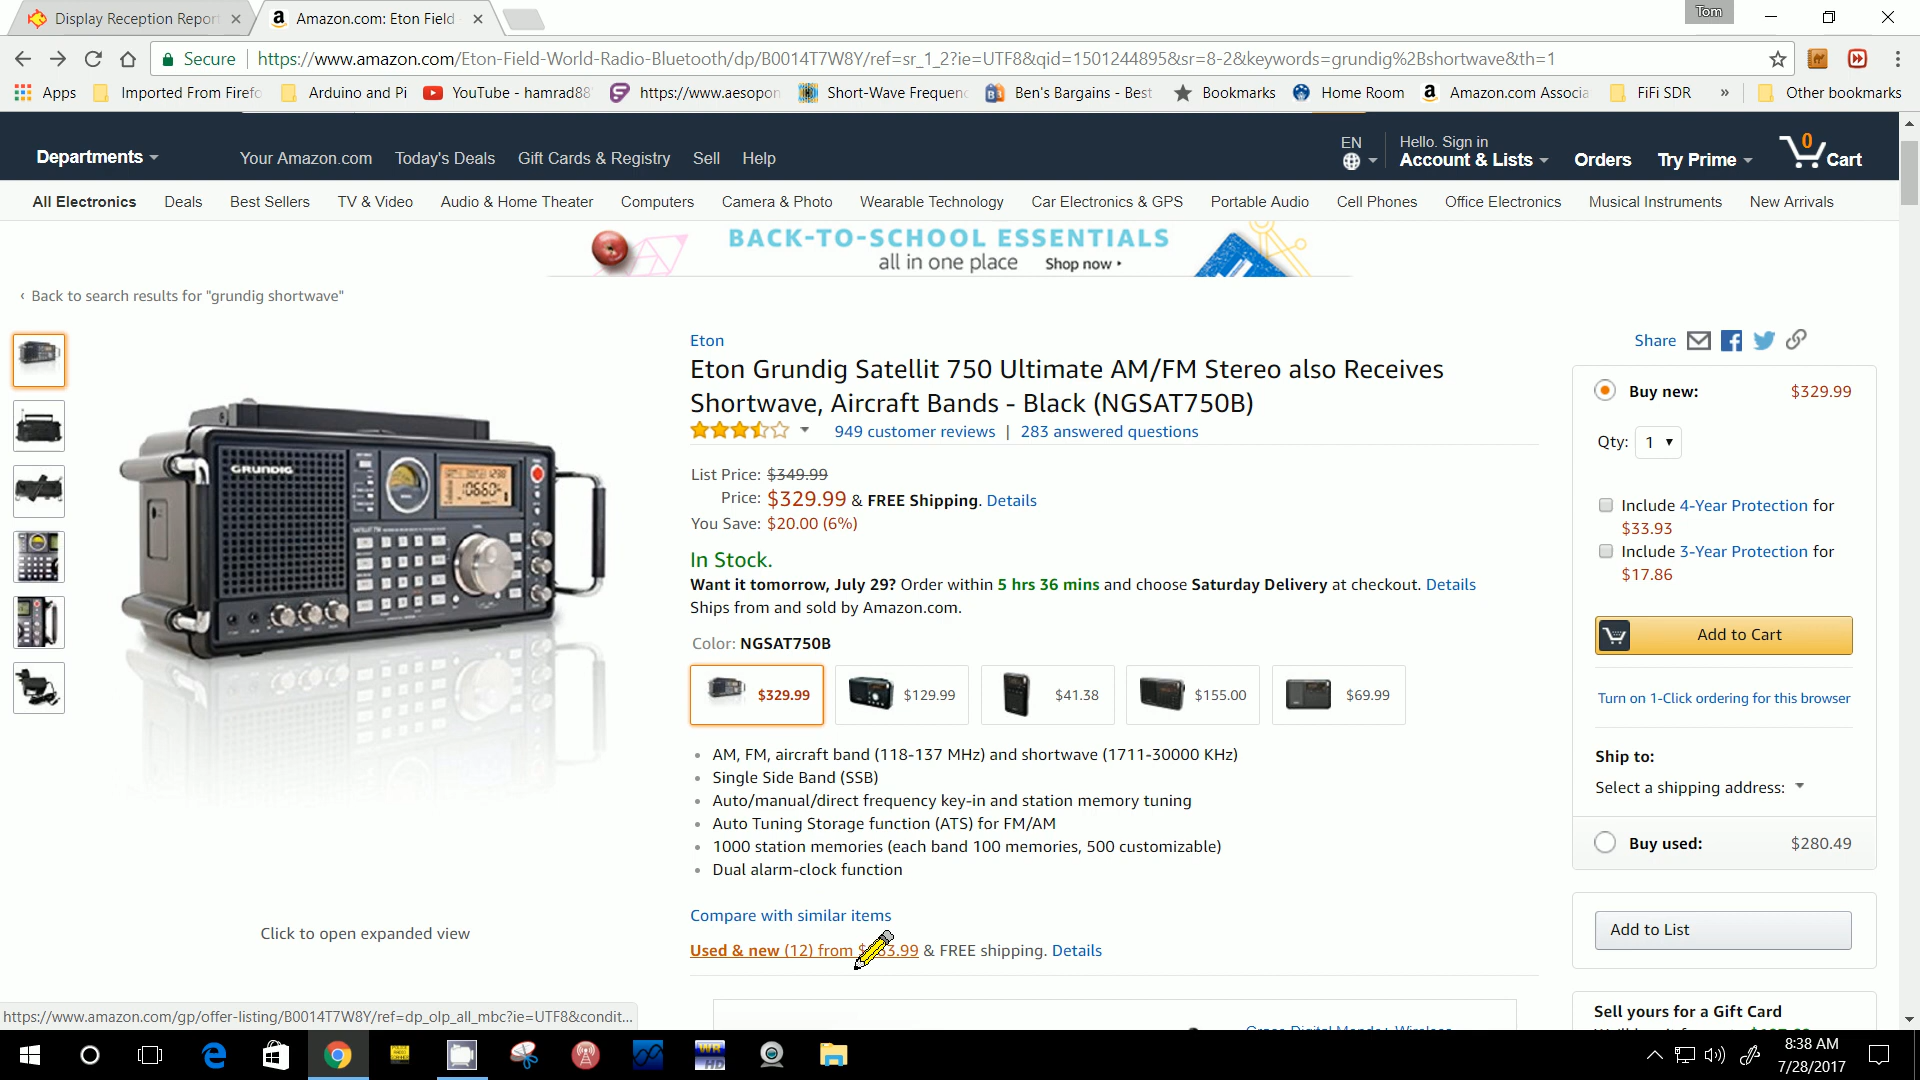 Display Reception Report
Amazon.com: Eton Field
Tom
Secure
https://www.amazon.com/Eton-Field-World-Radio-Bluetooth/dp/B0014T7W8Y/ref=sr_1_2?ie=UTF8&qid=1501244895&sr=8-2&keywords=grundig%2Bshortwave&th=1
Apps Imported From Firefo Arduino and Pi YouTube - hamrad88 https://www.aesopon Short-Wave Frequenc Ben's Bargains - Best Bookmarks Home Room Amazon.com Associa FiFi SDR » Other bookmarks
Departments Your Amazon.com Today's Deals Gift Cards & Registry Sell Help
EN
Hello. Sign in
Account & Lists Orders Try Prime 0 Cart
All Electronics Deals Best Sellers TV & Video Audio & Home Theater Computers Camera & Photo Wearable Technology Car Electronics & GPS Portable Audio Cell Phones Office Electronics Musical Instruments New Arrivals
BACK-TO-SCHOOL ESSENTIALS
all in one place Shop now
‹ Back to search results for "grundig shortwave"
GRUNDIG
Click to open expanded view
Eton
Eton Grundig Satellit 750 Ultimate AM/FM Stereo also Receives
Shortwave, Aircraft Bands - Black (NGSAT750B)
949 customer reviews | 283 answered questions
List Price: $349.99
Price: $329.99 & FREE Shipping. Details
You Save: $20.00 (6%)
In Stock.
Want it tomorrow, July 29? Order within 5 hrs 36 mins and choose Saturday Delivery at checkout. Details
Ships from and sold by Amazon.com.
Color: NGSAT750B
$329.99 $129.99 $41.38 $155.00 $69.99
• AM, FM, aircraft band (118-137 MHz) and shortwave (1711-30000 KHz)
• Single Side Band (SSB)
• Auto/manual/direct frequency key-in and station memory tuning
• Auto Tuning Storage function (ATS) for FM/AM
• 1000 station memories (each band 100 memories, 500 customizable)
• Dual alarm-clock function
Compare with similar items
Used & new (12) from & FREE shipping. Details
Share
Buy new: $329.99
Qty: 1
Include 4-Year Protection for
$33.93
Include 3-Year Protection for
$17.86
Add to Cart
Turn on 1-Click ordering for this browser
Ship to:
Select a shipping address:
Buy used: $280.49
Add to List
Sell yours for a Gift Card
https://www.amazon.com/gp/offer-listing/B0014T7W8Y/ref=dp_olp_all_mbc?ie=UTF8&condit...
8:38 AM
7/28/2017